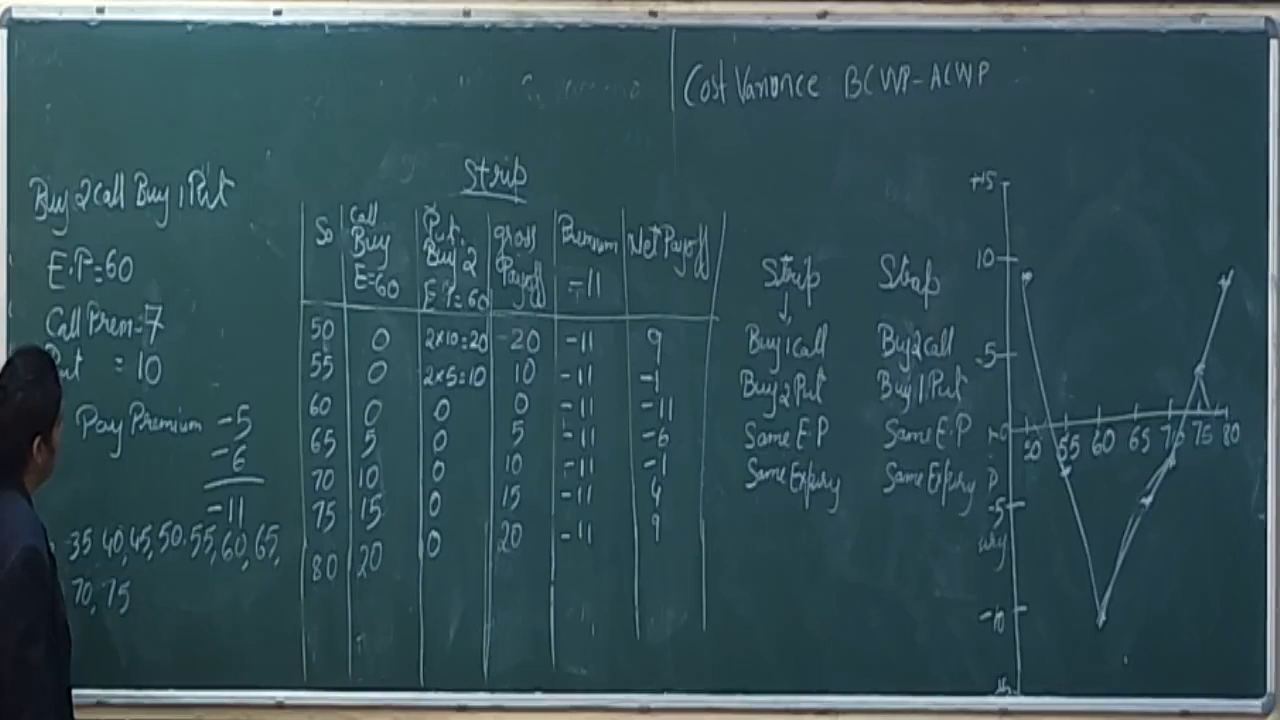 Cost Variance BCWP-ACWP
Buy 2 Call Buy 1 Put
E.P=60
Call Prem=7
Put = 10
Pay Premium -5
-6
-11
35 40, 45, 50, 55, 60, 65,
70, 75
Strip
So Call Buy E=60 Put Buy 2 E.P=60 Gross Payoff Premium -11 Net Payoff
50 0 2×10=20 20 -11 9
55 0 2×5=10 10 -11 -1
60 0 0 0 -11 -11
65 5 0 5 -11 -6
70 10 0 10 -11 -1
75 15 0 15 -11 4
80 20 0 20 -11 9
Strip Strap
↓
Buy 1 Call Buy 2 Call
Buy 2 Put Buy 1 Put
Same E.P Same E.P
Same Expiry Same Expiry
+15
10
5
50 55 60 65 70 75 80
-5
-10